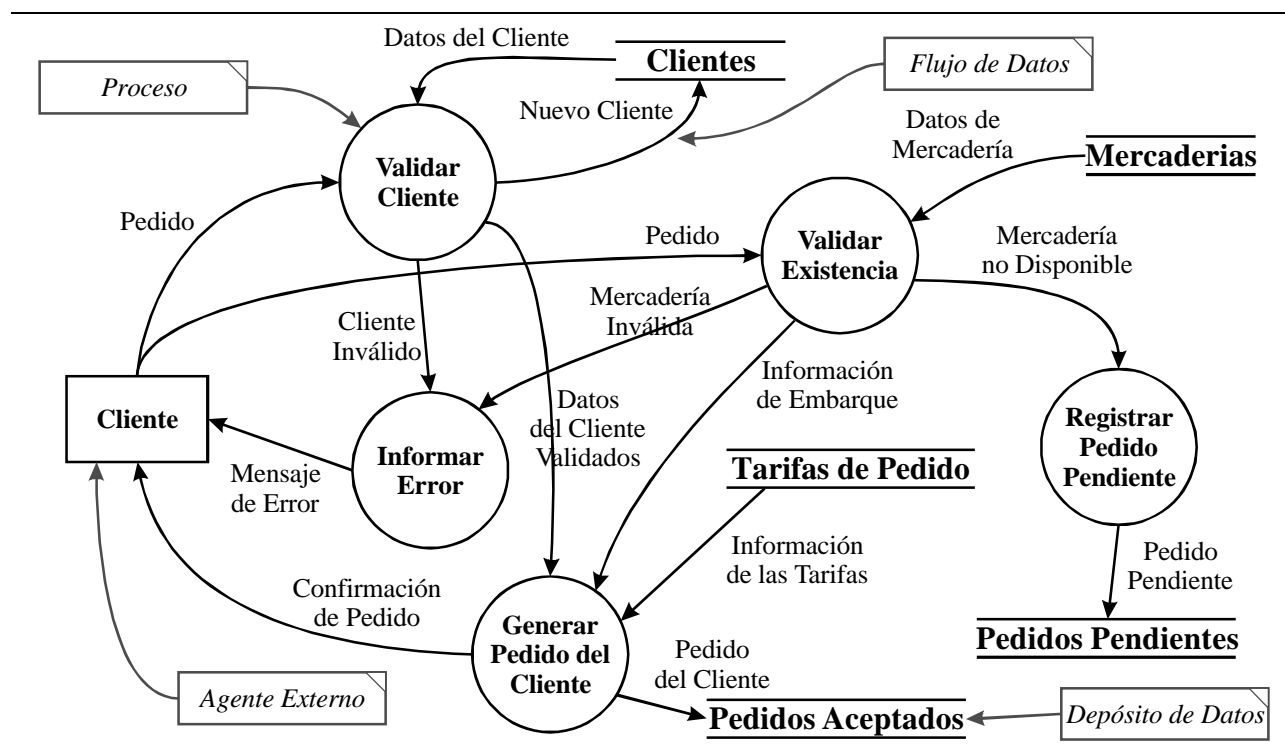 Datos del Cliente
Clientes
Flujo de Datos
Proceso
Nuevo Cliente
Datos de
Mercadería
Mercaderias
Validar
Cliente
Pedido
Pedido
Validar
Existencia
Mercadería
no Disponible
Mercadería
Inválida
Cliente
Inválido
Información
de Embarque
Cliente
Datos
del Cliente
Validados
Registrar
Pedido
Pendiente
Informar
Error
Tarifas de Pedido
Mensaje
de Error
Información
de las Tarifas
Pedido
Pendiente
Confirmación
de Pedido
Generar
Pedido del
Cliente
Pedidos Pendientes
Pedido
del Cliente
Agente Externo
Pedidos Aceptados
Depósito de Datos